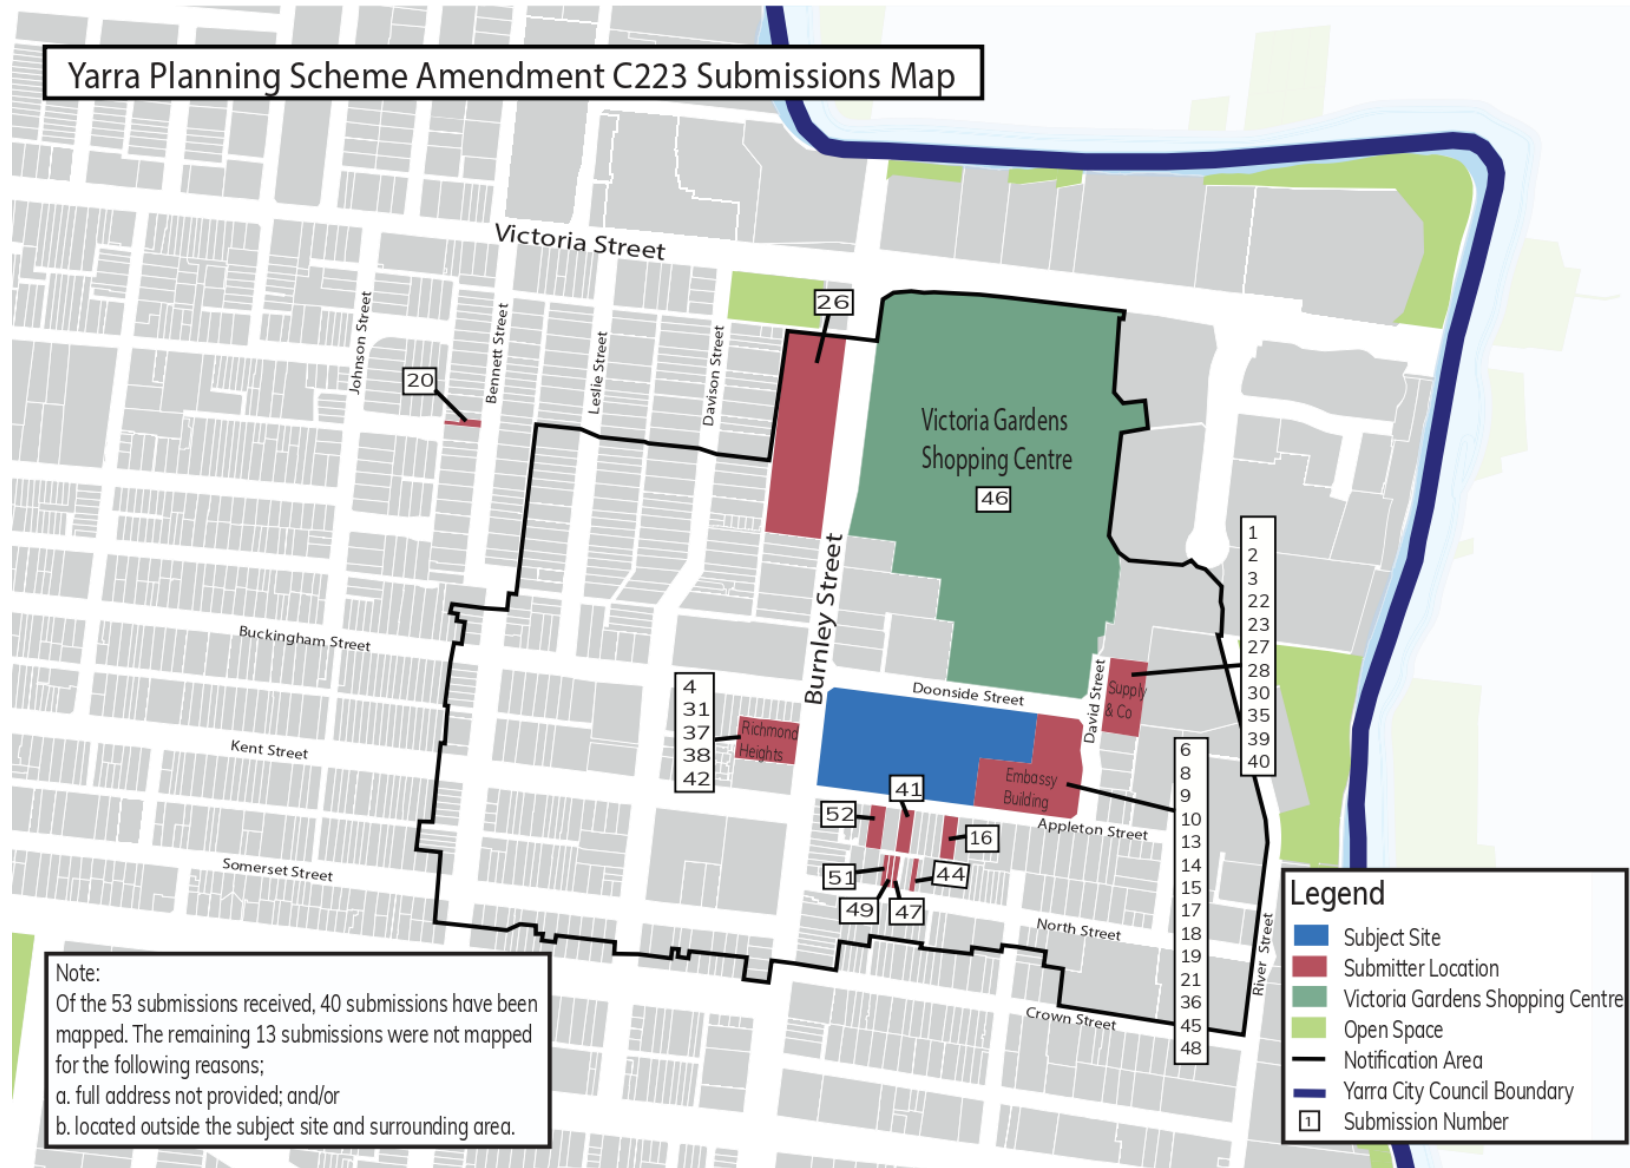 Yarra Planning Scheme Amendment C223 Submissions Map
Victoria Street
26
Johnson Street
Bennett Street
Leslie Street
Davison Street
20
Victoria Gardens
Shopping Centre
46
Burnley Street
1
2
3
22
23
27
28
30
35
39
40
Buckingham Street
Doonside Street
David Street
Supply
& Co
4
31
37
38
42
Richmond
Heights
Kent Street
Embassy
Building
6
8
9
10
13
14
15
17
18
19
21
36
45
48
41
52
16
Appleton Street
Somerset Street
51
44
49
47
North Street
River Street
Crown Street
Note:
Of the 53 submissions received, 40 submissions have been
mapped. The remaining 13 submissions were not mapped
for the following reasons;
a. full address not provided; and/or
b. located outside the subject site and surrounding area.
Legend
Subject Site
Submitter Location
Victoria Gardens Shopping Centre
Open Space
Notification Area
Yarra City Council Boundary
1 Submission Number